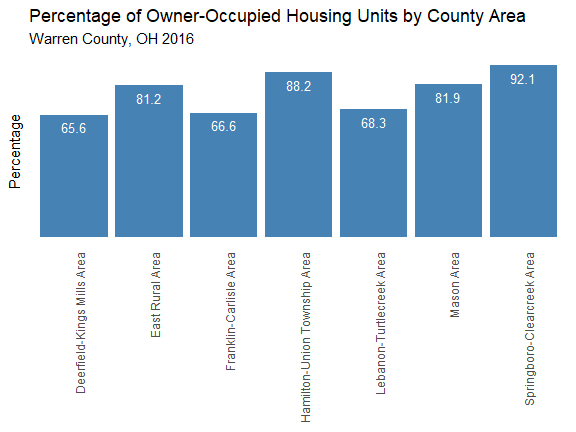 Percentage of Owner-Occupied Housing Units by County Area
Warren County, OH 2016
Percentage
65.6
81.2
66.6
88.2
68.3
81.9
92.1
Deerfield-Kings Mills Area
East Rural Area
Franklin-Carlisle Area
Hamilton-Union Township Area
Lebanon-Turtlecreek Area
Mason Area
Springboro-Clearcreek Area